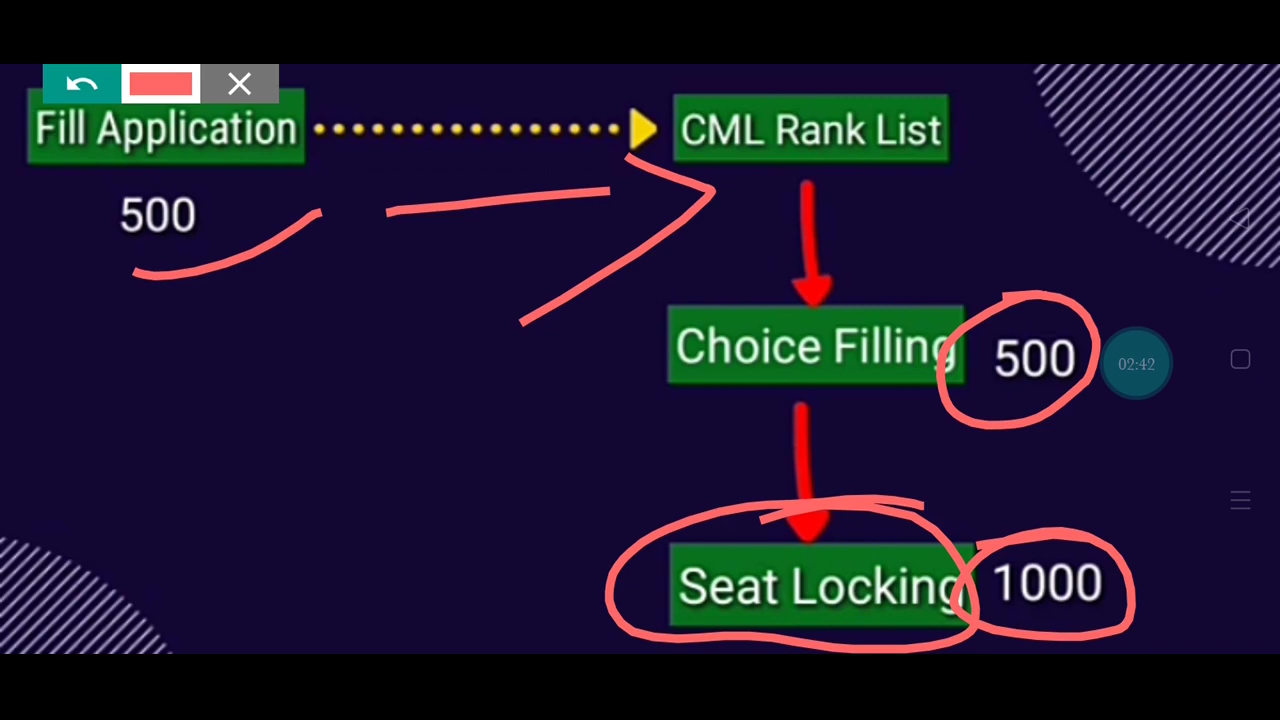 Fill Application
CML Rank List
500
Choice Filling
500
02:42
Seat Locking
1000